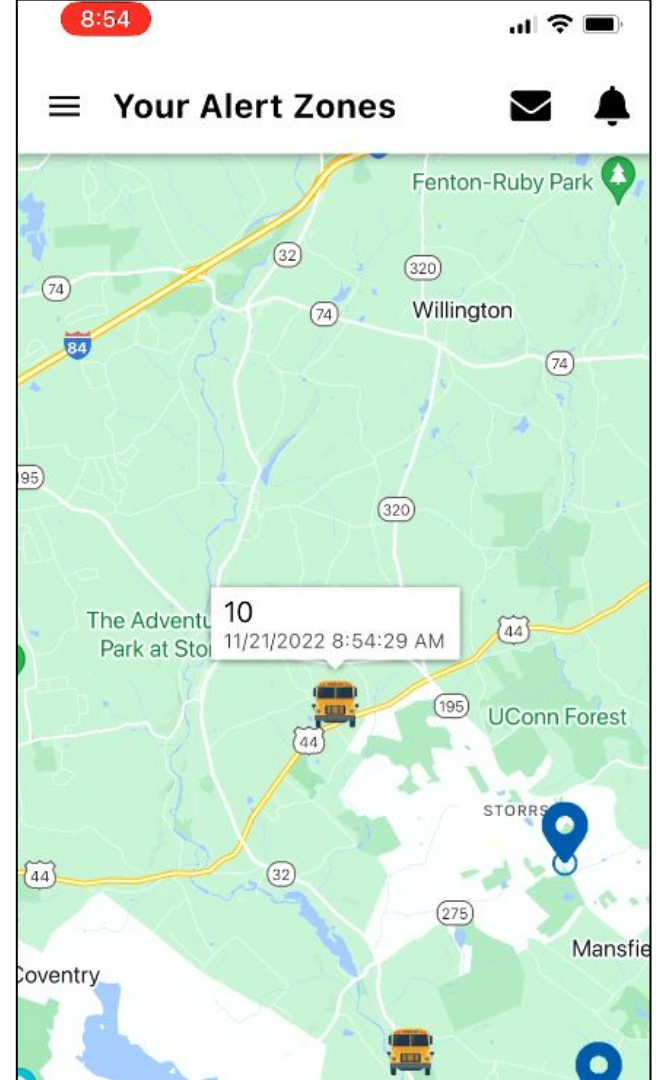 8:54
Your Alert Zones
Fenton-Ruby Park
32
320
74
74
Willington
84
74
195
320
10
11/21/2022 8:54:29 AM
The Adventu
Park at Stor
44
195
UConn Forest
44
STORRS
44
32
275
Mansfie
Coventry